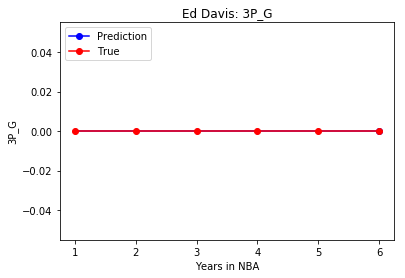 Ed Davis: 3P_G
Prediction
True
0.04
0.02
0.00
−0.02
−0.04
3P_G
1 2 3 4 5 6
Years in NBA